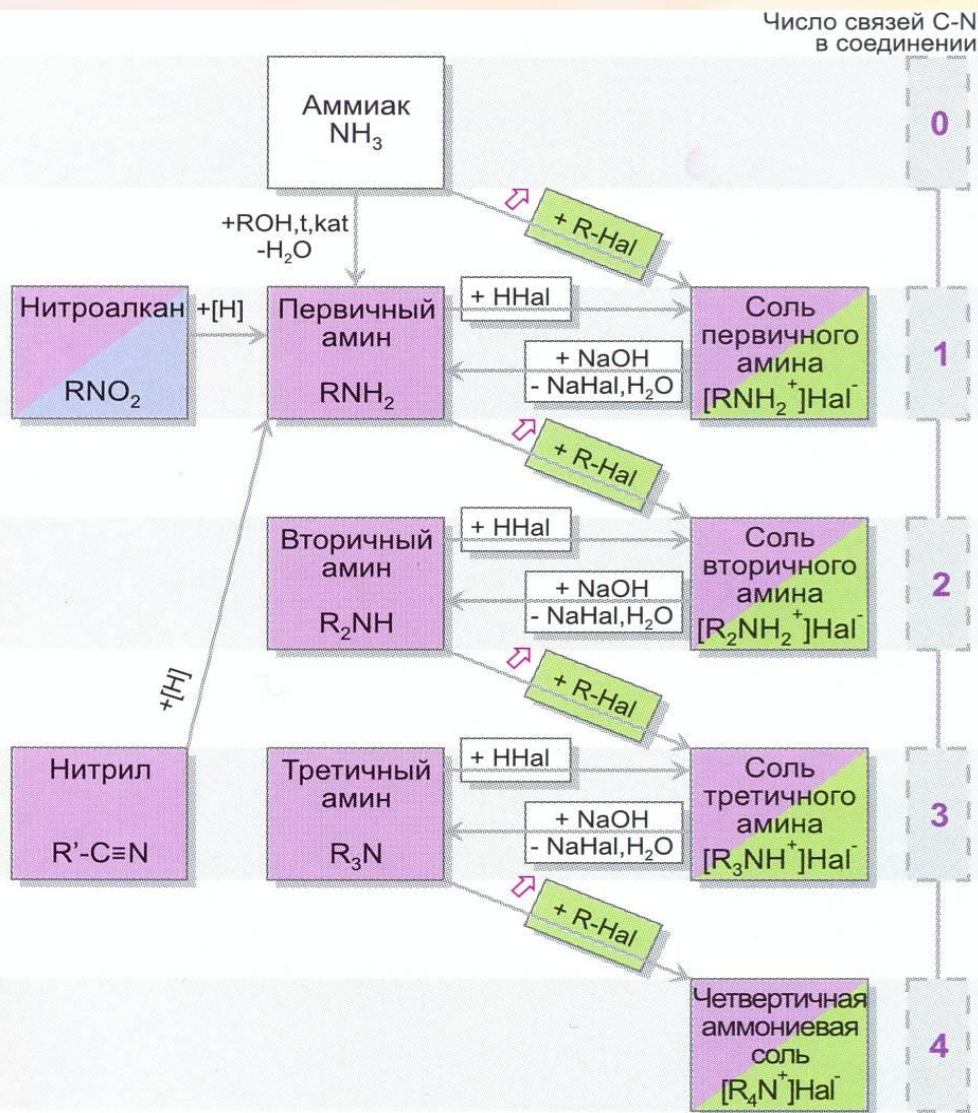 Число связей C-N
в соединении
Аммиак
NH₃
0
+ R-Hal
+ROH,t,kat
-H₂O
Нитроалкан
RNO₂
+[H]
Первичный
амин
RNH₂
+ HHal
+ NaOH
- NaHal,H₂O
Соль
первичного
амина
[RNH₂⁺]Hal⁻
1
+ R-Hal
Вторичный
амин
R₂NH
+ HHal
+ NaOH
- NaHal,H₂O
Соль
вторичного
амина
[R₂NH₂⁺]Hal⁻
2
+ R-Hal
+[H]
Нитрил
R’-C≡N
Третичный
амин
R₃N
+ HHal
+ NaOH
- NaHal,H₂O
Соль
третичного
амина
[R₃NH⁺]Hal⁻
3
+ R-Hal
Четвертичная
аммониевая
соль
[R₄N⁺]Hal⁻
4